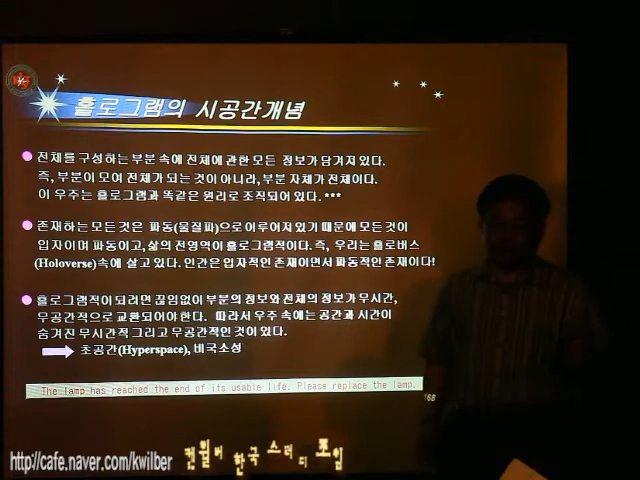 홀로그램의 시공간개념
전체를 구성하는 부분 속에 전체에 관한 모든 정보가 담겨지 있다.
즉, 부분이 모여 전체가 되는 것이 아니라, 부분 자체가 전체이다.
이 우주는 홀로그램과 똑같은 원리로 조직되어 있다. ***
존재하는 모든 것은 파동(물질파)으로 이루어져 있기 때문에 모든 것이
입자이며 파동이고, 삶의 전영역이 홀로그램적이다. 즉, 우리는 홀로버스
(Holoverse)속에 살고 있다. 인간은 입자적인 존재이면서 파동적인 존재이다!
홀로그램적이 되려면 끊임없이 부분의 정보와 전체의 정보가 무시간,
무공간적으로 교환되어야 한다. 따라서 우주 속에는 공간과 시간이
숨겨진 무시간적 그리고 무공간적인 것이 있다.
초공간(Hyperspace), 비국소성
The lamp has reached the end of its usable life. Please replace the lamp.
168
http://cafe.naver.com/kwilber 켄윌버 한국 스터디 모임